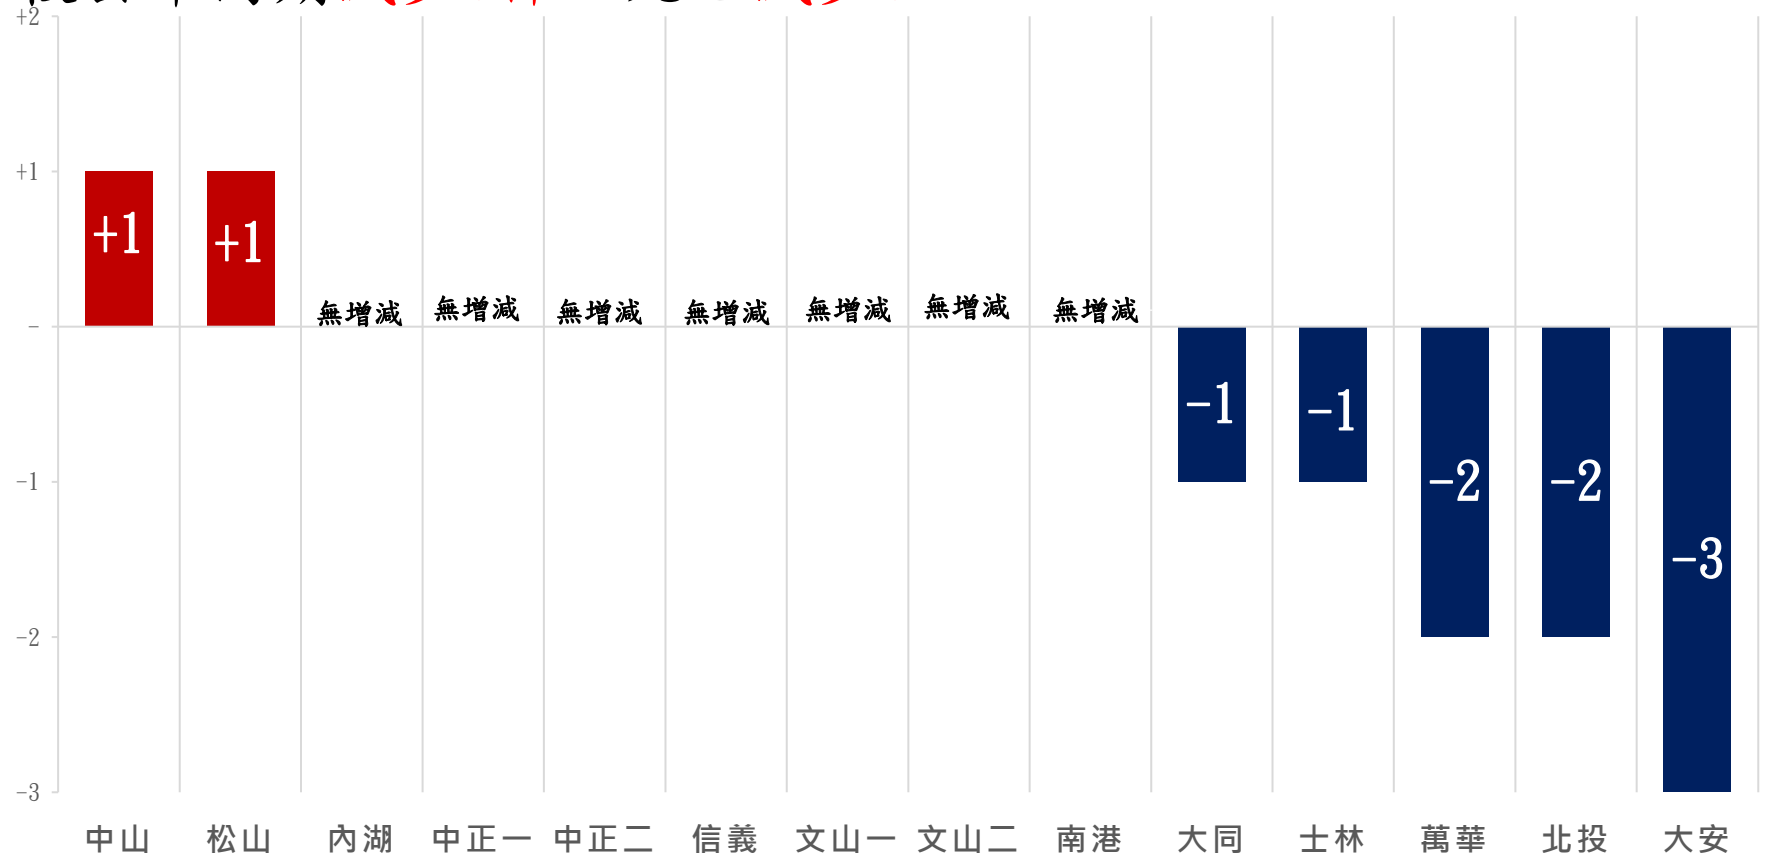 +2
+1
-
-1
-2
-3
+1
+1
無增減
無增減
無增減
無增減
無增減
無增減
無增減
-1
-1
-2
-2
-3
中山 松山 內湖 中正一 中正二 信義 文山一 文山二 南港 大同 士林 萬華 北投 大安